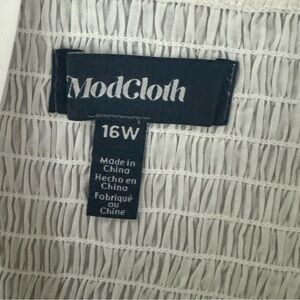 ModCloth
16W
Made in
China
Hecho en
China
Fabriqué
au
Chine